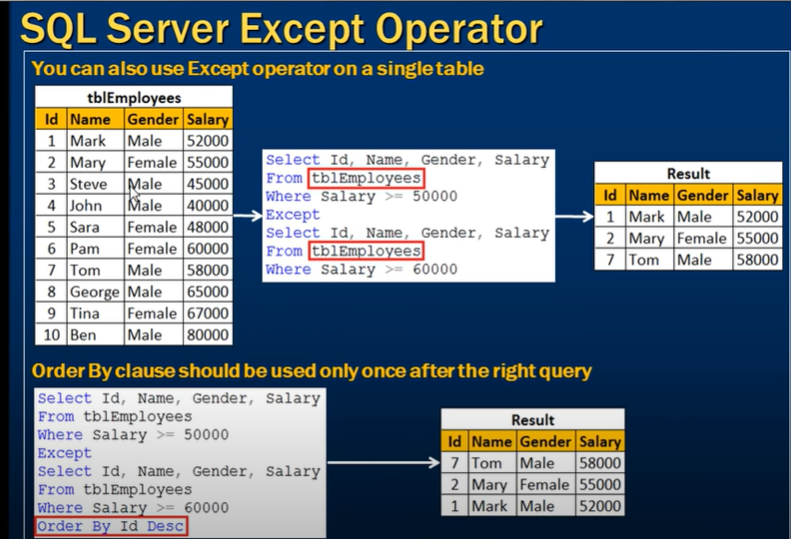 SQL Server Except Operator
You can also use Except operator on a single table
tblEmployees
Id Name Gender Salary
1 Mark Male 52000
2 Mary Female 55000
3 Steve Male 45000
4 John Male 40000
5 Sara Female 48000
6 Pam Female 60000
7 Tom Male 58000
8 George Male 65000
9 Tina Female 67000
10 Ben Male 80000
Select Id, Name, Gender, Salary
From tblEmployees
Where Salary >= 50000
Except
Select Id, Name, Gender, Salary
From tblEmployees
Where Salary >= 60000
Result
Id Name Gender Salary
1 Mark Male 52000
2 Mary Female 55000
7 Tom Male 58000
Order By clause should be used only once after the right query
Select Id, Name, Gender, Salary
From tblEmployees
Where Salary >= 50000
Except
Select Id, Name, Gender, Salary
From tblEmployees
Where Salary >= 60000
Order By Id Desc
Result
Id Name Gender Salary
7 Tom Male 58000
2 Mary Female 55000
1 Mark Male 52000